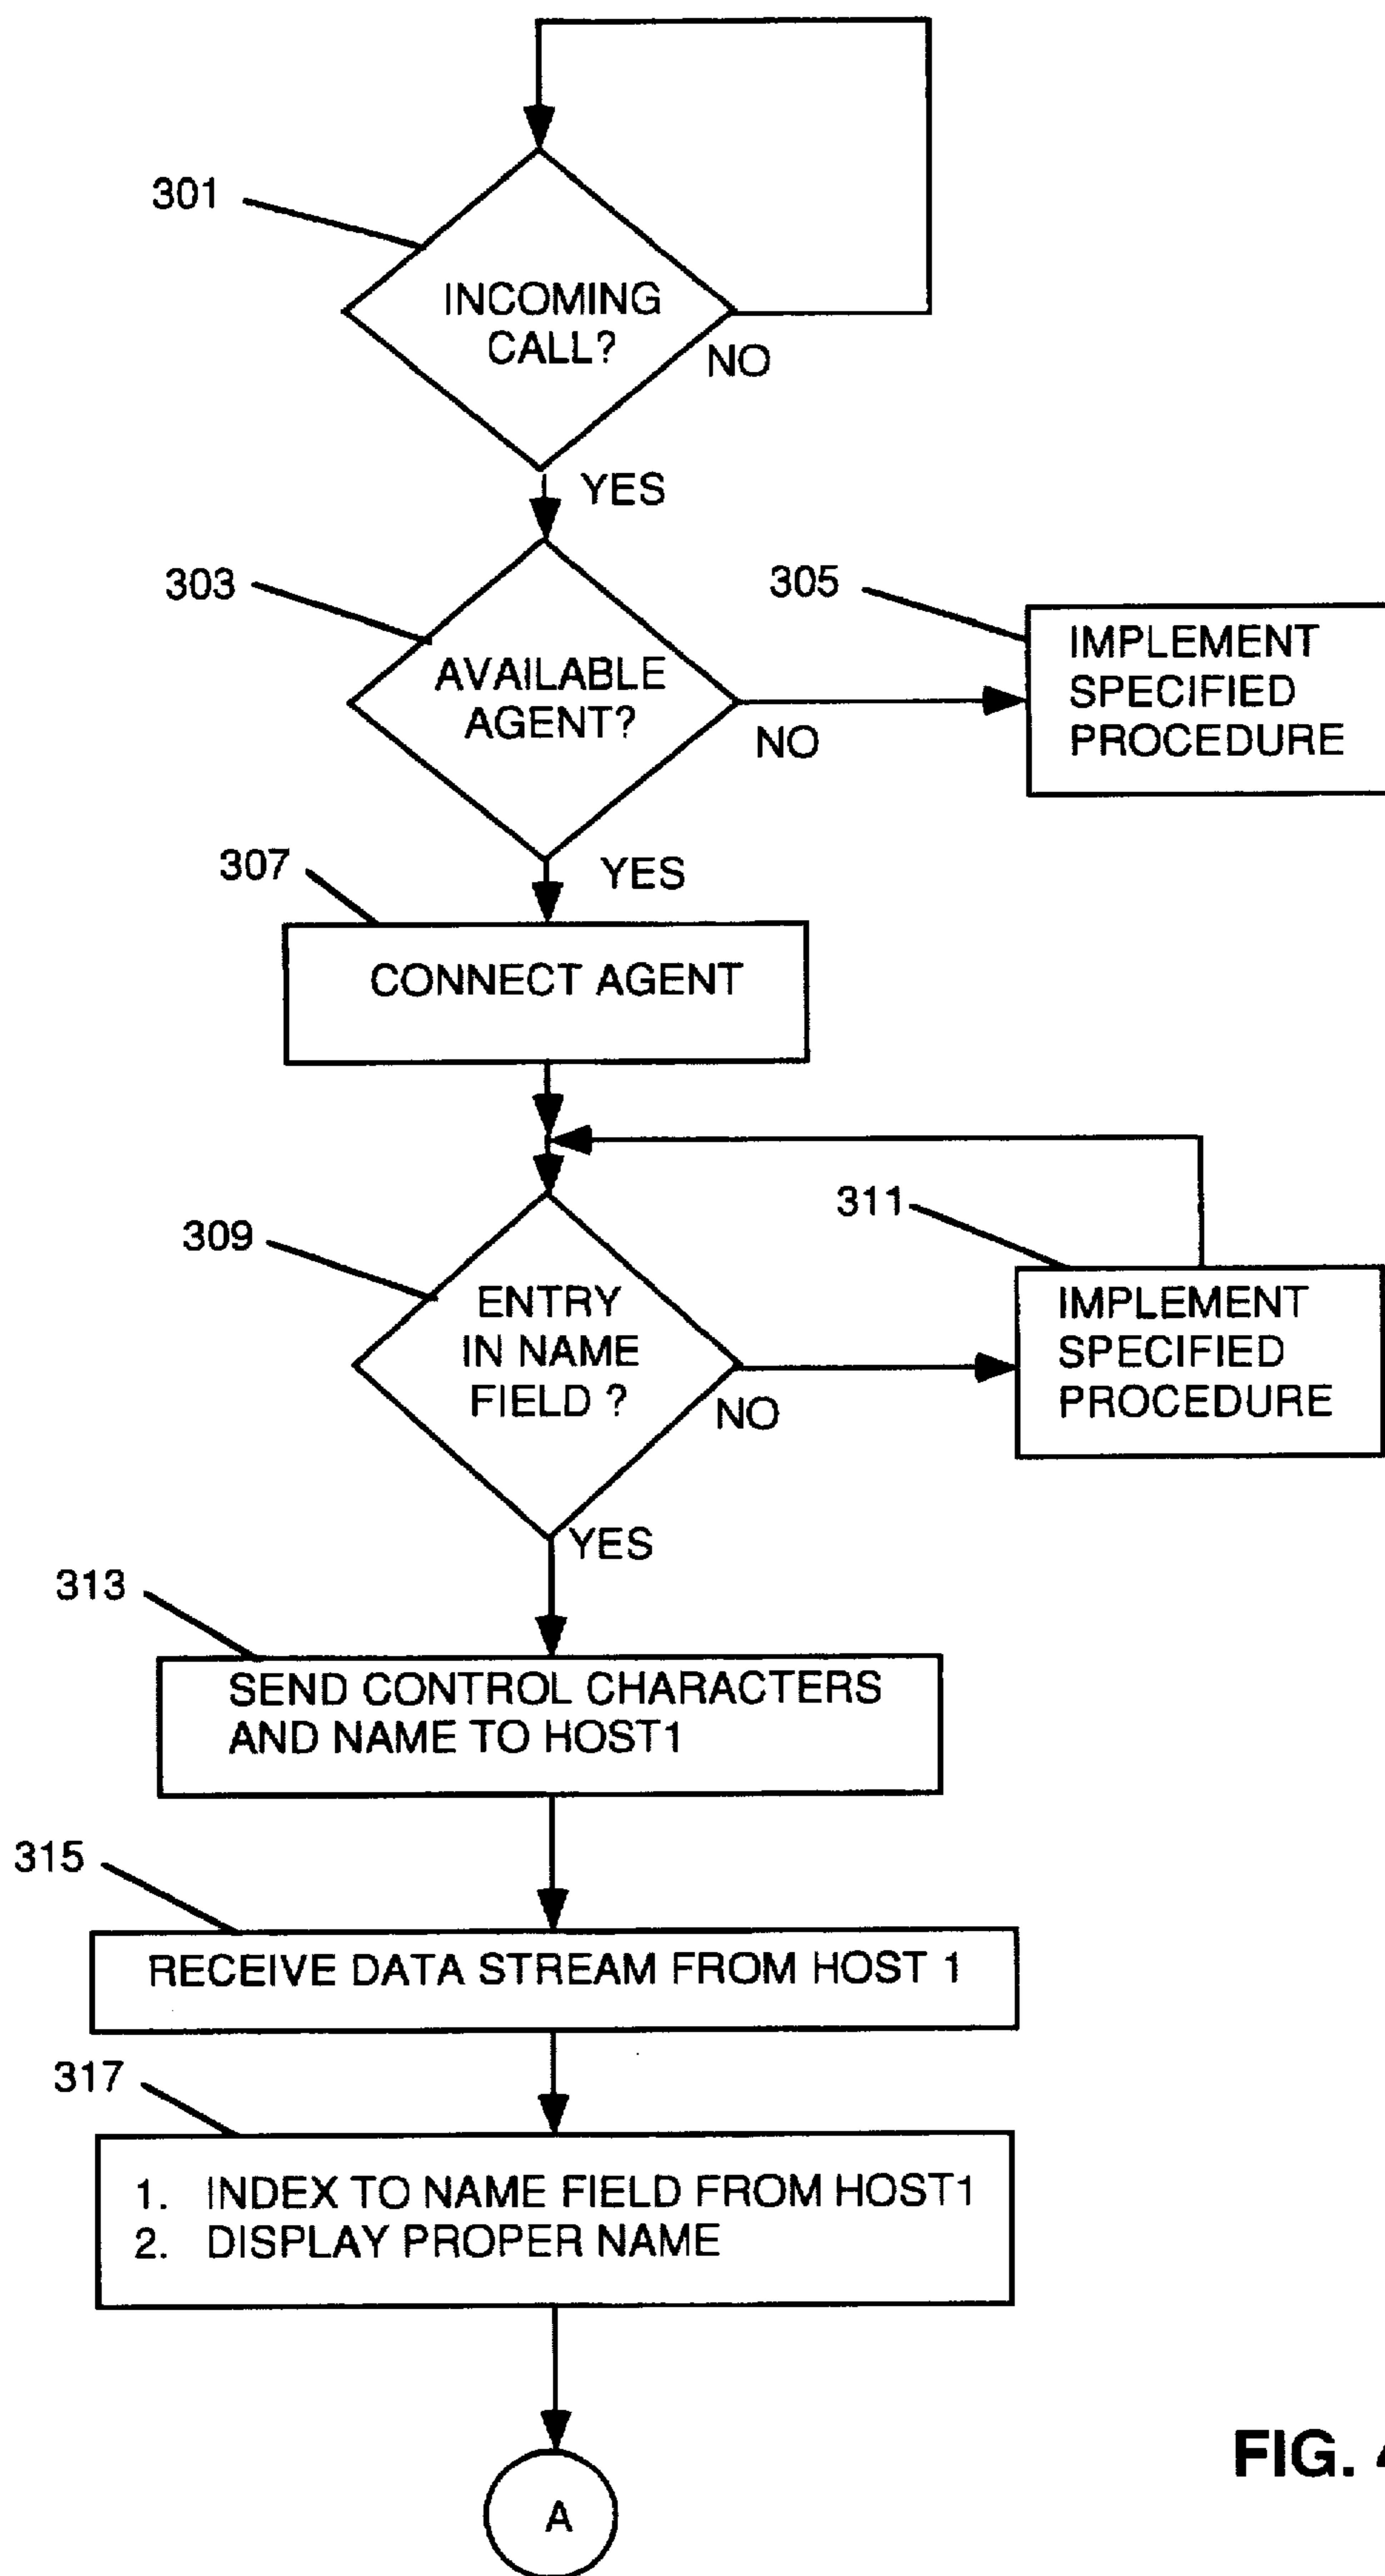 301
INCOMING
CALL?
NO
YES
303
AVAILABLE
AGENT?
NO
305
IMPLEMENT
SPECIFIED
PROCEDURE
YES
307
CONNECT AGENT
309
ENTRY
IN NAME
FIELD ?
NO
311
IMPLEMENT
SPECIFIED
PROCEDURE
YES
313
SEND CONTROL CHARACTERS
AND NAME TO HOST1
315
RECEIVE DATA STREAM FROM HOST 1
317
1. INDEX TO NAME FIELD FROM HOST1
2. DISPLAY PROPER NAME
A
FIG.